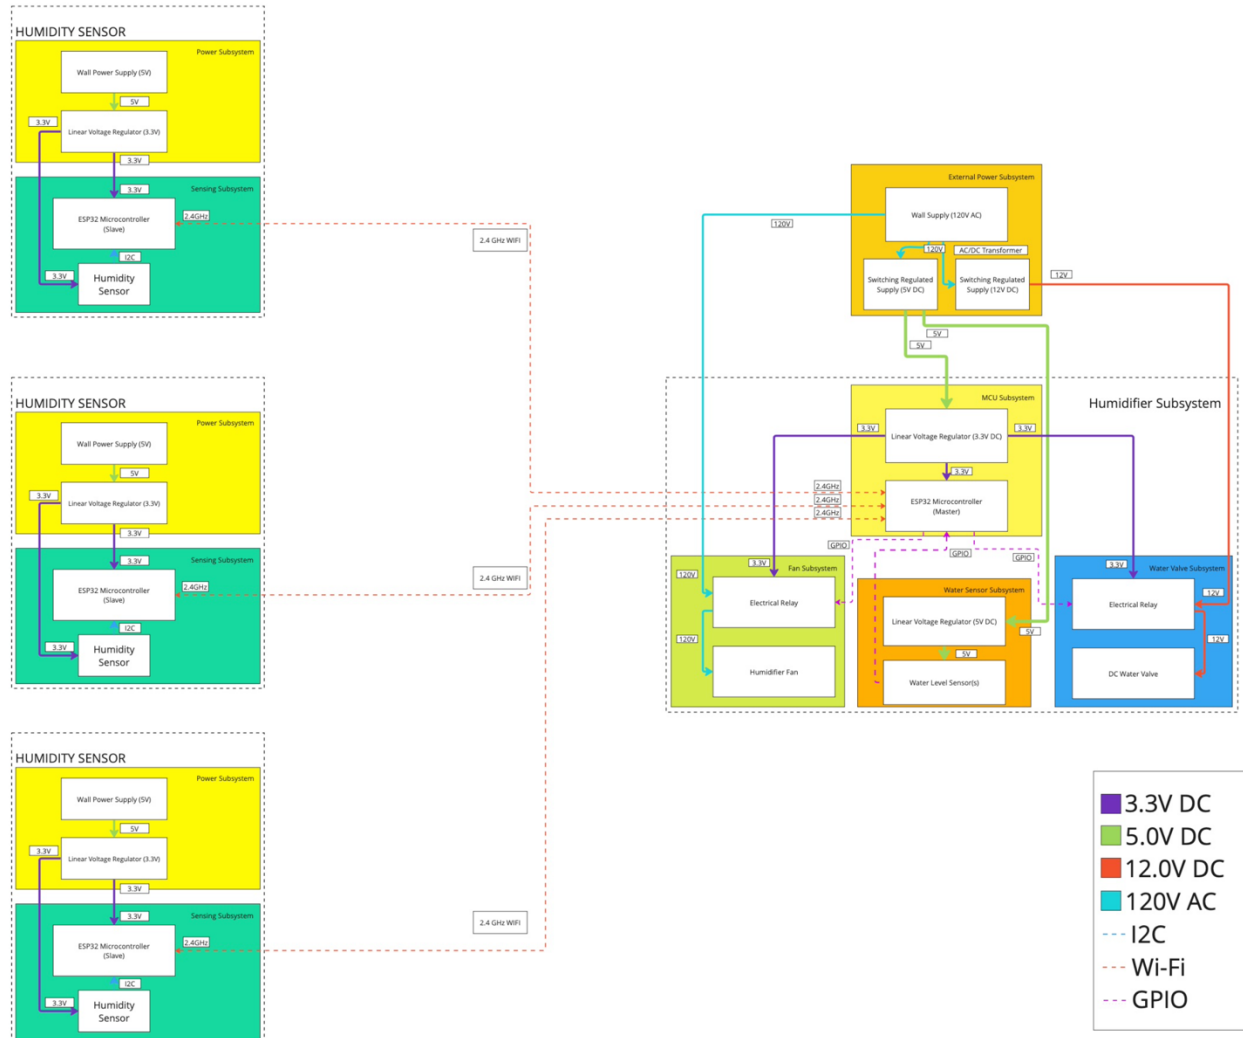 HUMIDITY SENSOR
Power Subsystem
Wall Power Supply (5V)
5V
3.3V
Linear Voltage Regulator (3.3V)
3.3V
3.3V
Sensing Subsystem
ESP32 Microcontroller
(Slave)
2.4GHz
I2C
3.3V
Humidity
Sensor
2.4 GHz WIFI
HUMIDITY SENSOR
Power Subsystem
Wall Power Supply (5V)
5V
3.3V
Linear Voltage Regulator (3.3V)
3.3V
3.3V
Sensing Subsystem
ESP32 Microcontroller
(Slave)
2.4GHz
I2C
3.3V
Humidity
Sensor
2.4 GHz WIFI
HUMIDITY SENSOR
Power Subsystem
Wall Power Supply (5V)
5V
3.3V
Linear Voltage Regulator (3.3V)
3.3V
3.3V
Sensing Subsystem
ESP32 Microcontroller
(Slave)
2.4GHz
I2C
3.3V
Humidity
Sensor
2.4 GHz WIFI
External Power Subsystem
Wall Supply (120V AC)
120V
120V
AC/DC Transformer
Switching Regulated
Supply (5V DC)
Switching Regulated
Supply (12V DC)
12V
5V
5V
Humidifier Subsystem
MCU Subsystem
Linear Voltage Regulator (3.3V DC)
3.3V
3.3V
3.3V
ESP32 Microcontroller
(Master)
2.4GHz
2.4GHz
2.4GHz
GPIO
GPIO
GPIO
Fan Subsystem
3.3V
120V
Electrical Relay
120V
Humidifier Fan
Water Sensor Subsystem
Linear Voltage Regulator (5V DC)
5V
5V
Water Level Sensor(s)
Water Valve Subsystem
3.3V
Electrical Relay
12V
12V
DC Water Valve
3.3V DC
5.0V DC
12.0V DC
120V AC
I2C
Wi-Fi
GPIO